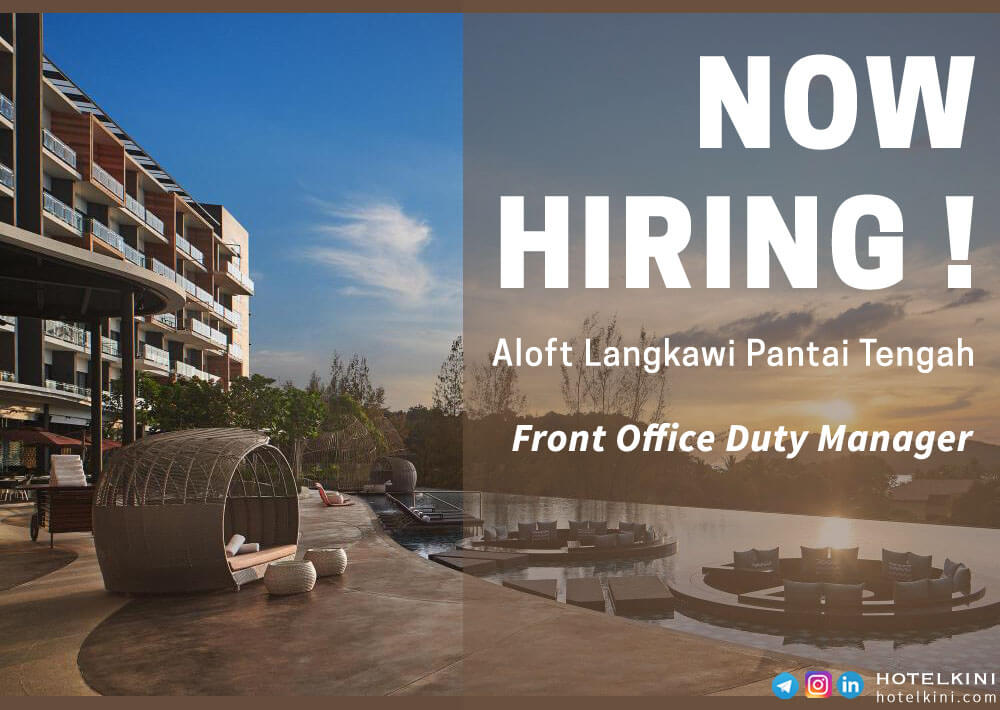 NOW
HIRING !
Aloft Langkawi Pantai Tengah
Front Office Duty Manager
HOTELKINI
hotelkini.com